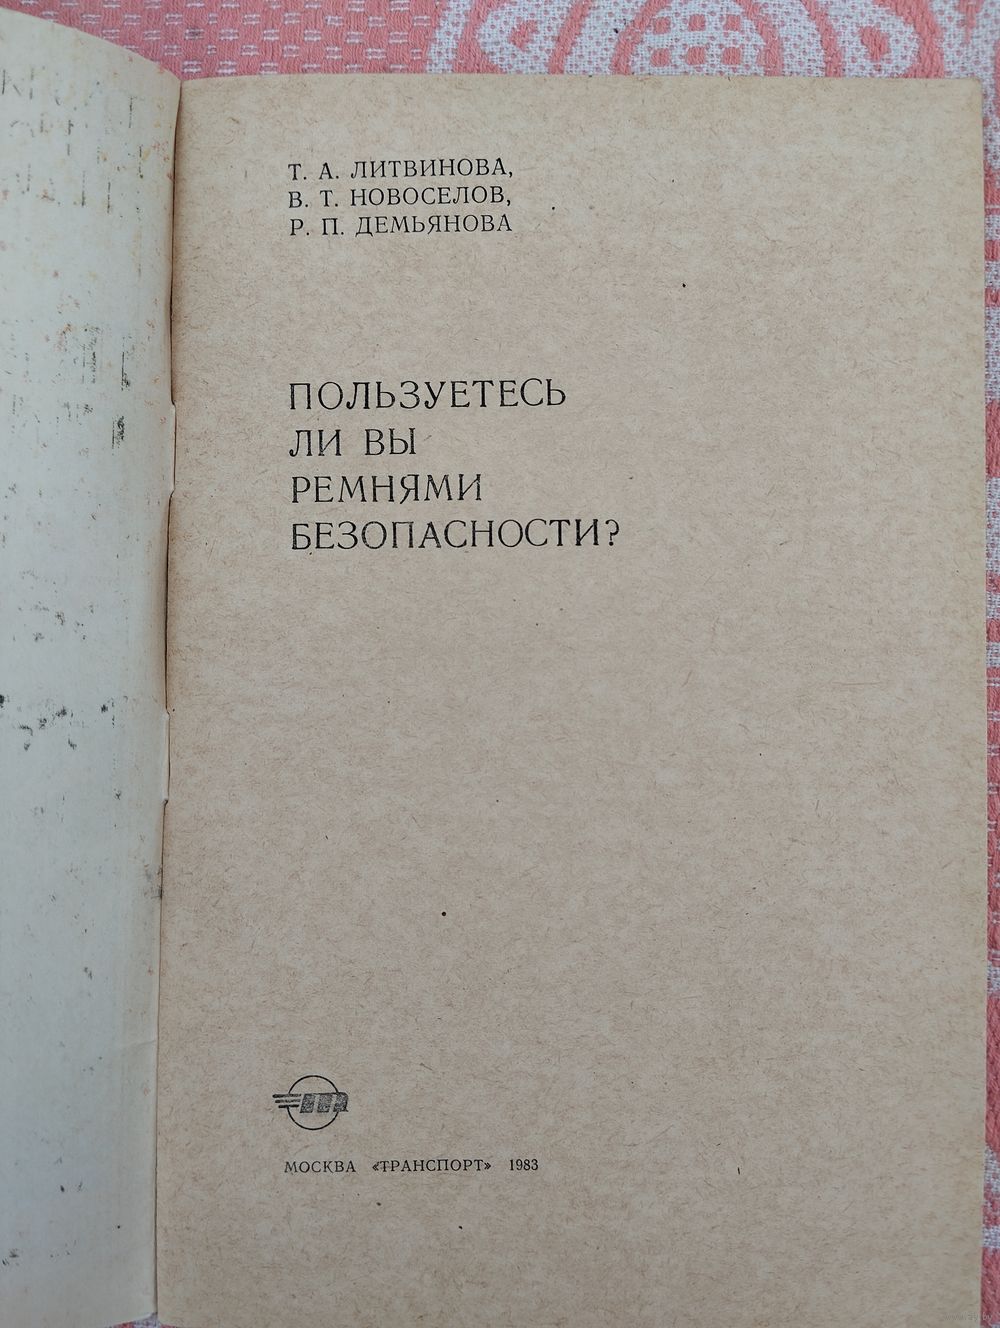 Т. А. ЛИТВИНОВА,
В. Т. НОВОСЕЛОВ,
Р. П. ДЕМЬЯНОВА
ПОЛЬЗУЕТЕСЬ
ЛИ ВЫ
РЕМНЯМИ
БЕЗОПАСНОСТИ?
МОСКВА «ТРАНСПОРТ» 1983